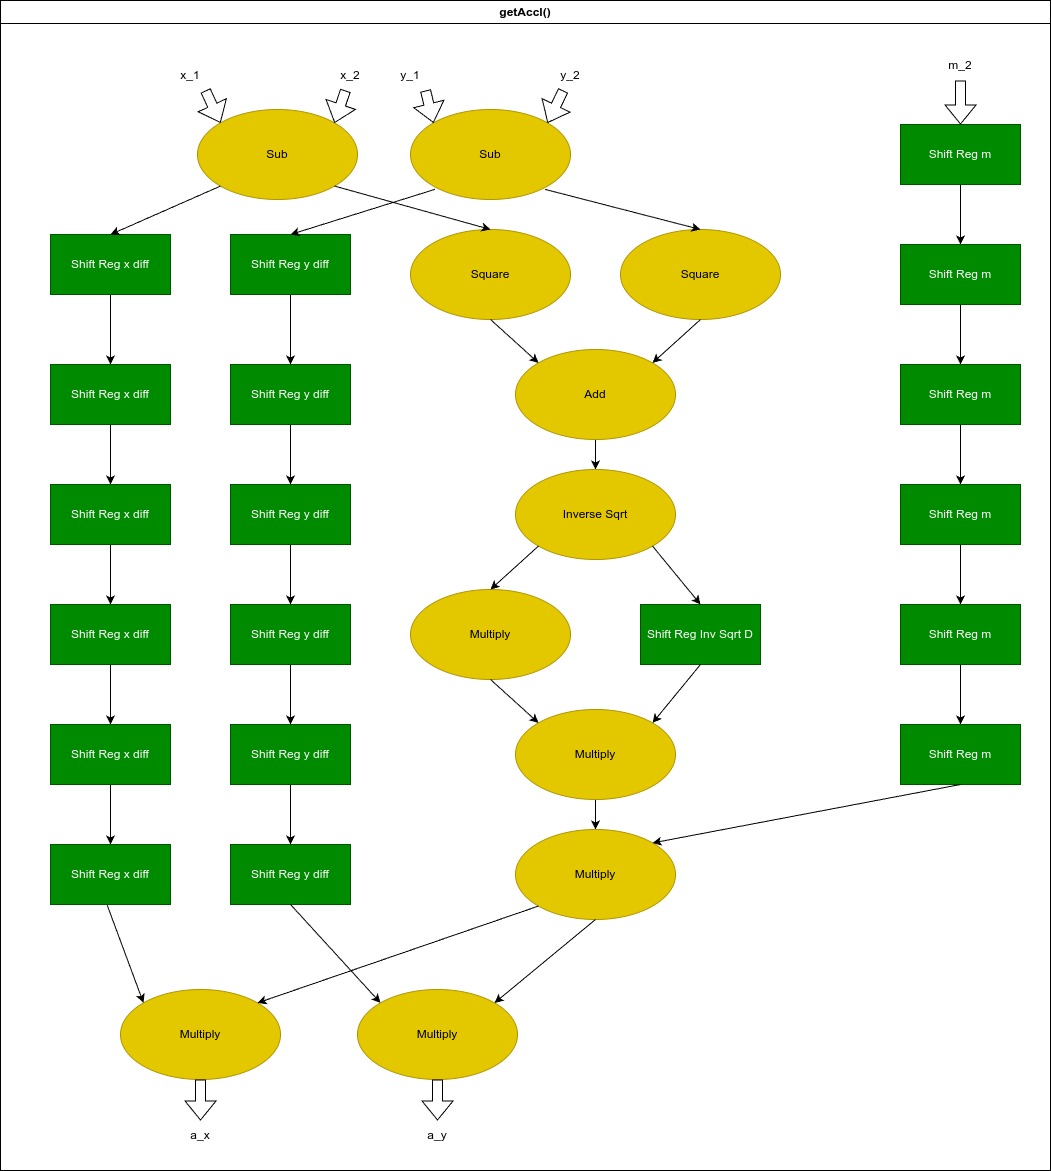 getAccl()
x_1
x_2
y_1
y_2
m_2
Sub
Sub
Shift Reg m
Shift Reg x diff
Shift Reg y diff
Square
Square
Shift Reg m
Shift Reg x diff
Shift Reg y diff
Add
Shift Reg m
Shift Reg x diff
Shift Reg y diff
Inverse Sqrt
Shift Reg m
Shift Reg x diff
Shift Reg y diff
Multiply
Shift Reg Inv Sqrt D
Shift Reg m
Shift Reg x diff
Shift Reg y diff
Multiply
Shift Reg m
Shift Reg x diff
Shift Reg y diff
Multiply
Multiply
Multiply
a_x
a_y